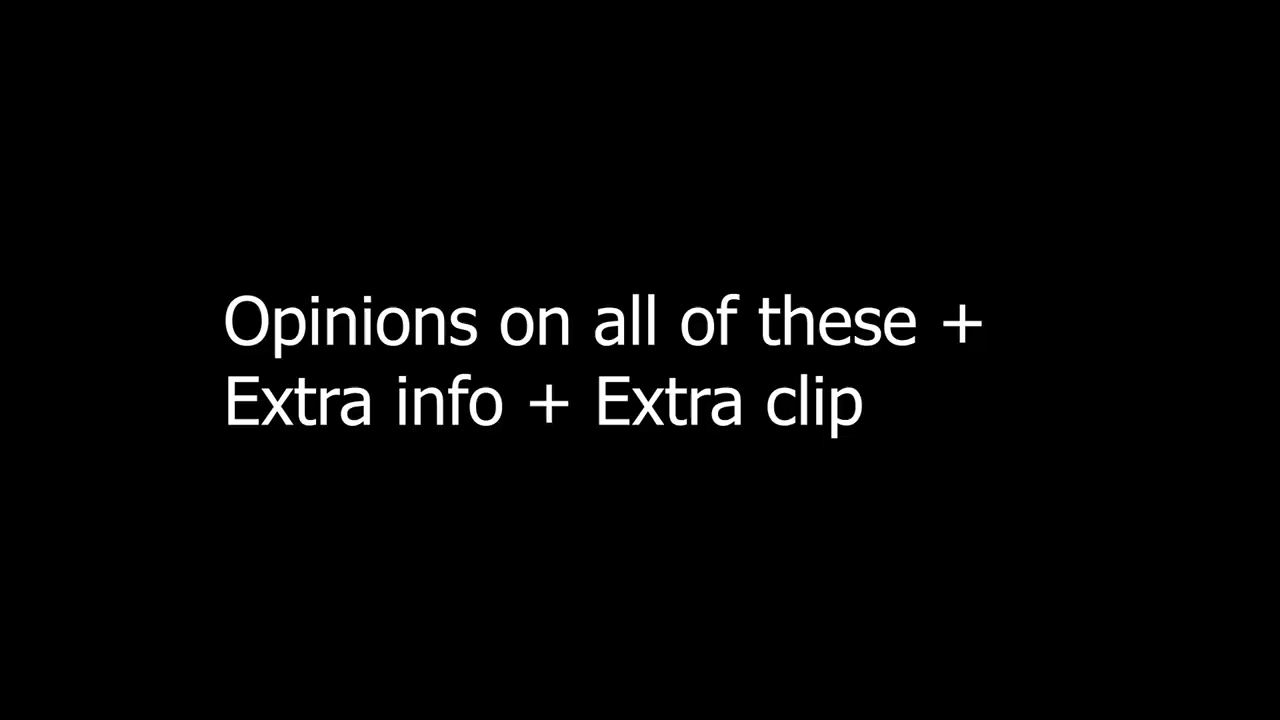 Opinions on all of these +
Extra info + Extra clip